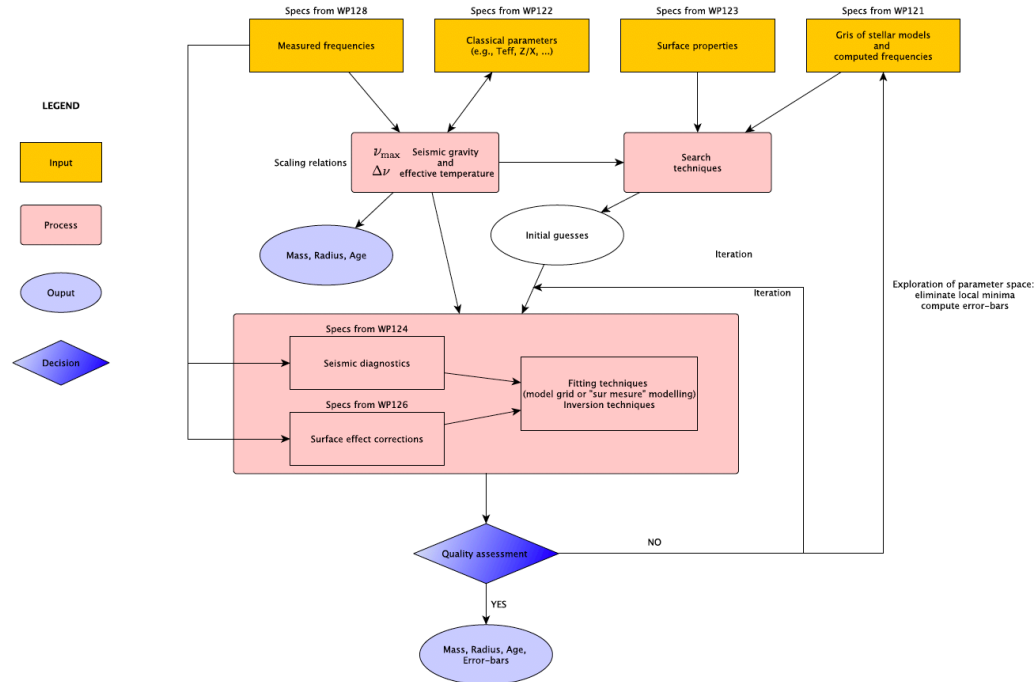 Specs from WP128
Specs from WP122
Specs from WP123
Specs from WP121
Measured frequencies
Classical parameters
(e.g., Teff, Z/X, ...)
Surface properties
Gris of stellar models
and
computed frequencies
LEGEND
Input
Process
Ouput
Decision
Scaling relations
νmax
Δν
Seismic gravity
and
effective temperature
Search
techniques
Mass, Radius, Age
Initial guesses
Iteration
Iteration
Exploration of parameter space:
eliminate local minima
compute error-bars
Specs from WP124
Seismic diagnostics
Specs from WP126
Surface effect corrections
Fitting techniques
(model grid or "sur mesure" modelling)
Inversion techniques
Quality assessment
NO
YES
Mass, Radius, Age,
Error-bars